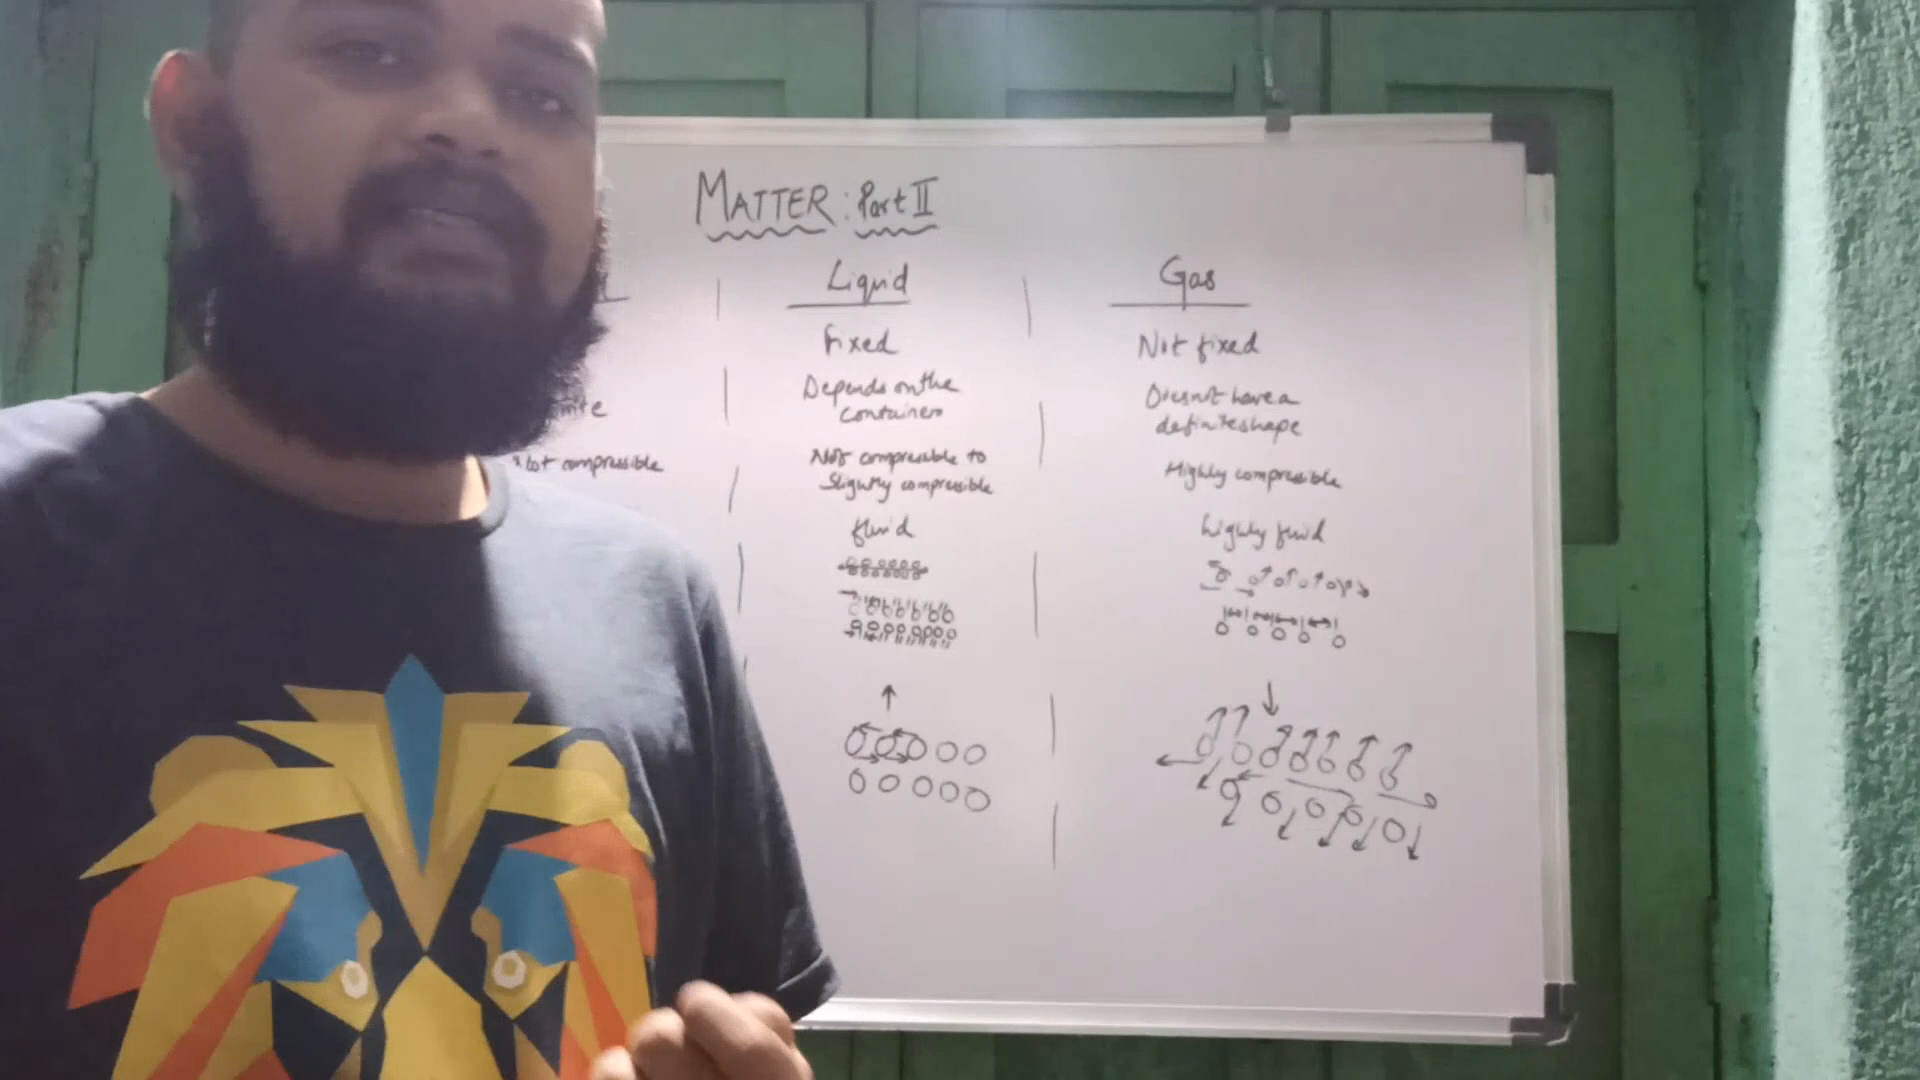 MATTER: Part II
Liquid
Gas
Fixed
Not fixed
Depends on the
container
Doesn't have a
definite shape
Not compressible
Not compressable to
Slightly compressible
Highly compressible
fluid
highly fluid